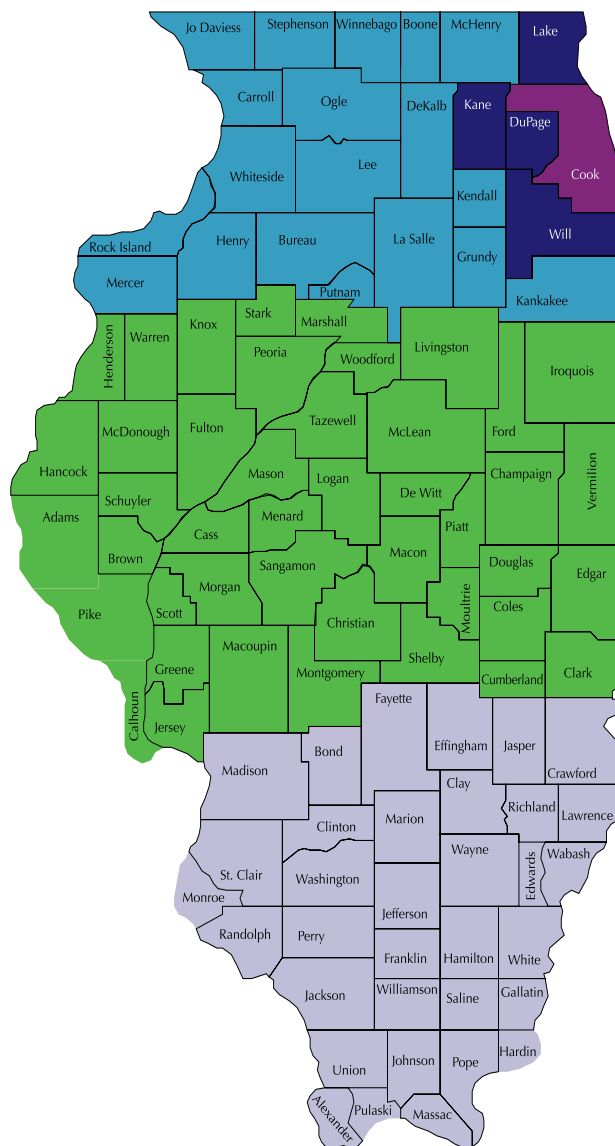 Jo Daviess
Stephenson
Winnebago
Boone
McHenry
Lake
Carroll
Ogle
DeKalb
Kane
DuPage
Cook
Whiteside
Lee
Kendall
Rock Island
Henry
Bureau
La Salle
Will
Grundy
Mercer
Putnam
Kankakee
Henderson
Warren
Knox
Stark
Marshall
Peoria
Woodford
Livingston
Iroquois
McDonough
Fulton
Tazewell
McLean
Ford
Hancock
Mason
Logan
De Witt
Champaign
Vermilion
Adams
Schuyler
Cass
Menard
Piatt
Brown
Sangamon
Macon
Douglas
Edgar
Pike
Scott
Morgan
Christian
Moultrie
Coles
Greene
Macoupin
Montgomery
Shelby
Cumberland
Clark
Calhoun
Jersey
Fayette
Effingham
Jasper
Crawford
Madison
Bond
Clay
Richland
Lawrence
Clinton
Marion
Wayne
Edwards
Wabash
St. Clair
Washington
Monroe
Jefferson
Randolph
Perry
Franklin
Hamilton
White
Jackson
Williamson
Saline
Gallatin
Union
Johnson
Pope
Hardin
Alexander
Pulaski
Massac